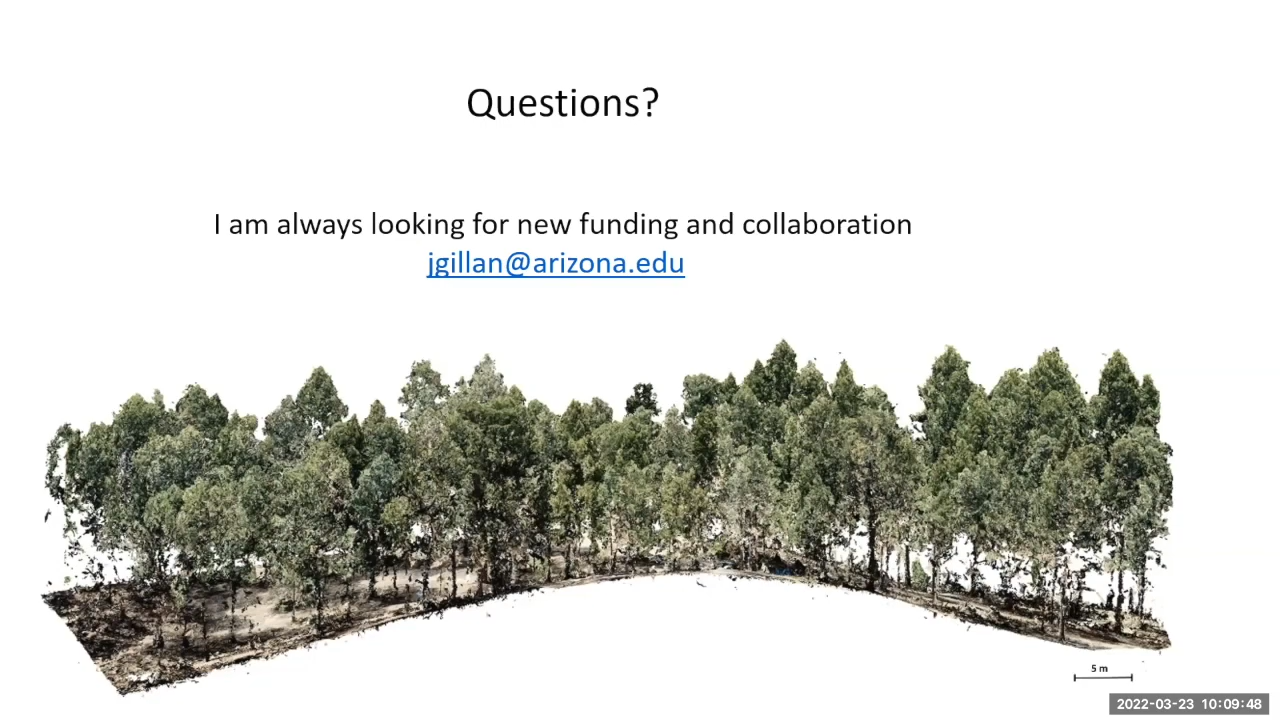 Questions?
I am always looking for new funding and collaboration
jgillan@arizona.edu
5 m
2022-03-23 10:09:48